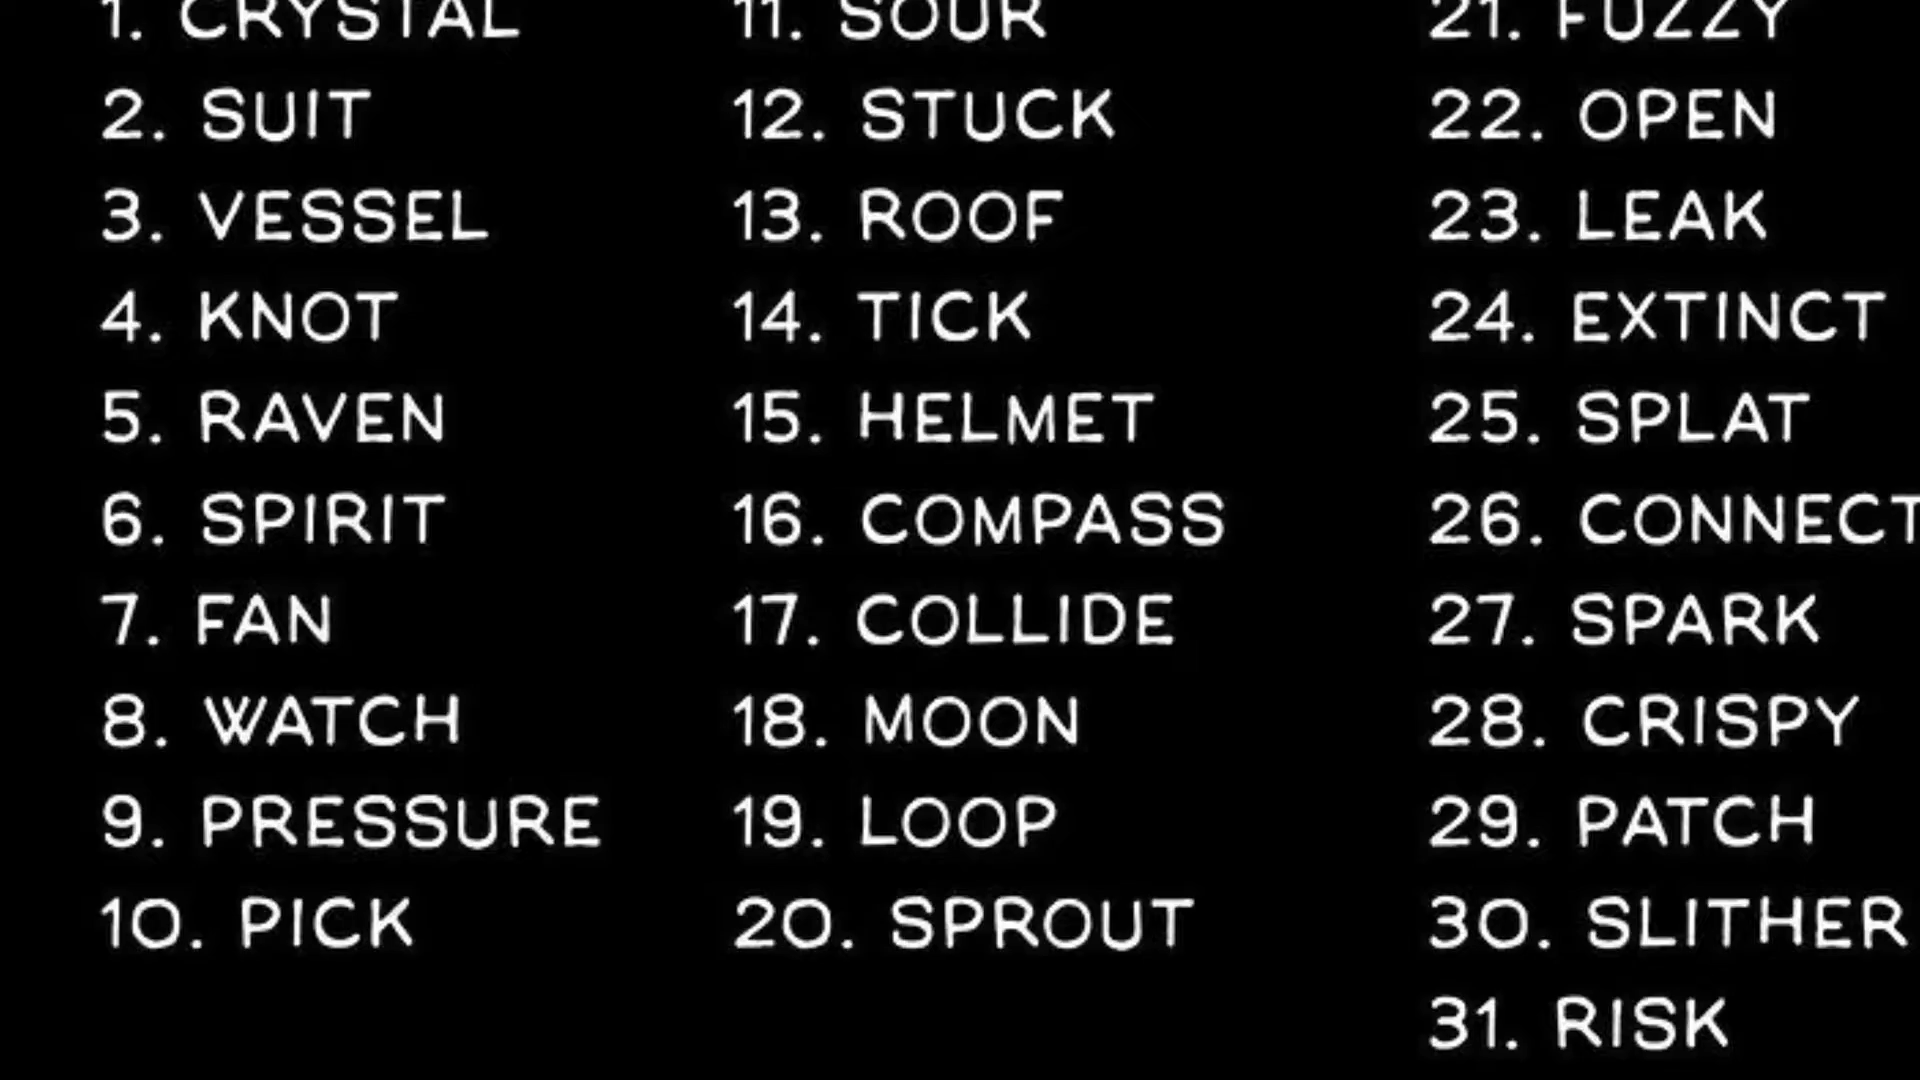 1. CRYSTAL
2. SUIT
3. VESSEL
4. KNOT
5. RAVEN
6. SPIRIT
7. FAN
8. WATCH
9. PRESSURE
10. PICK
11. SOUR
12. STUCK
13. ROOF
14. TICK
15. HELMET
16. COMPASS
17. COLLIDE
18. MOON
19. LOOP
20. SPROUT
21. FUZZY
22. OPEN
23. LEAK
24. EXTINCT
25. SPLAT
26. CONNECT
27. SPARK
28. CRISPY
29. PATCH
30. SLITHER
31. RISK